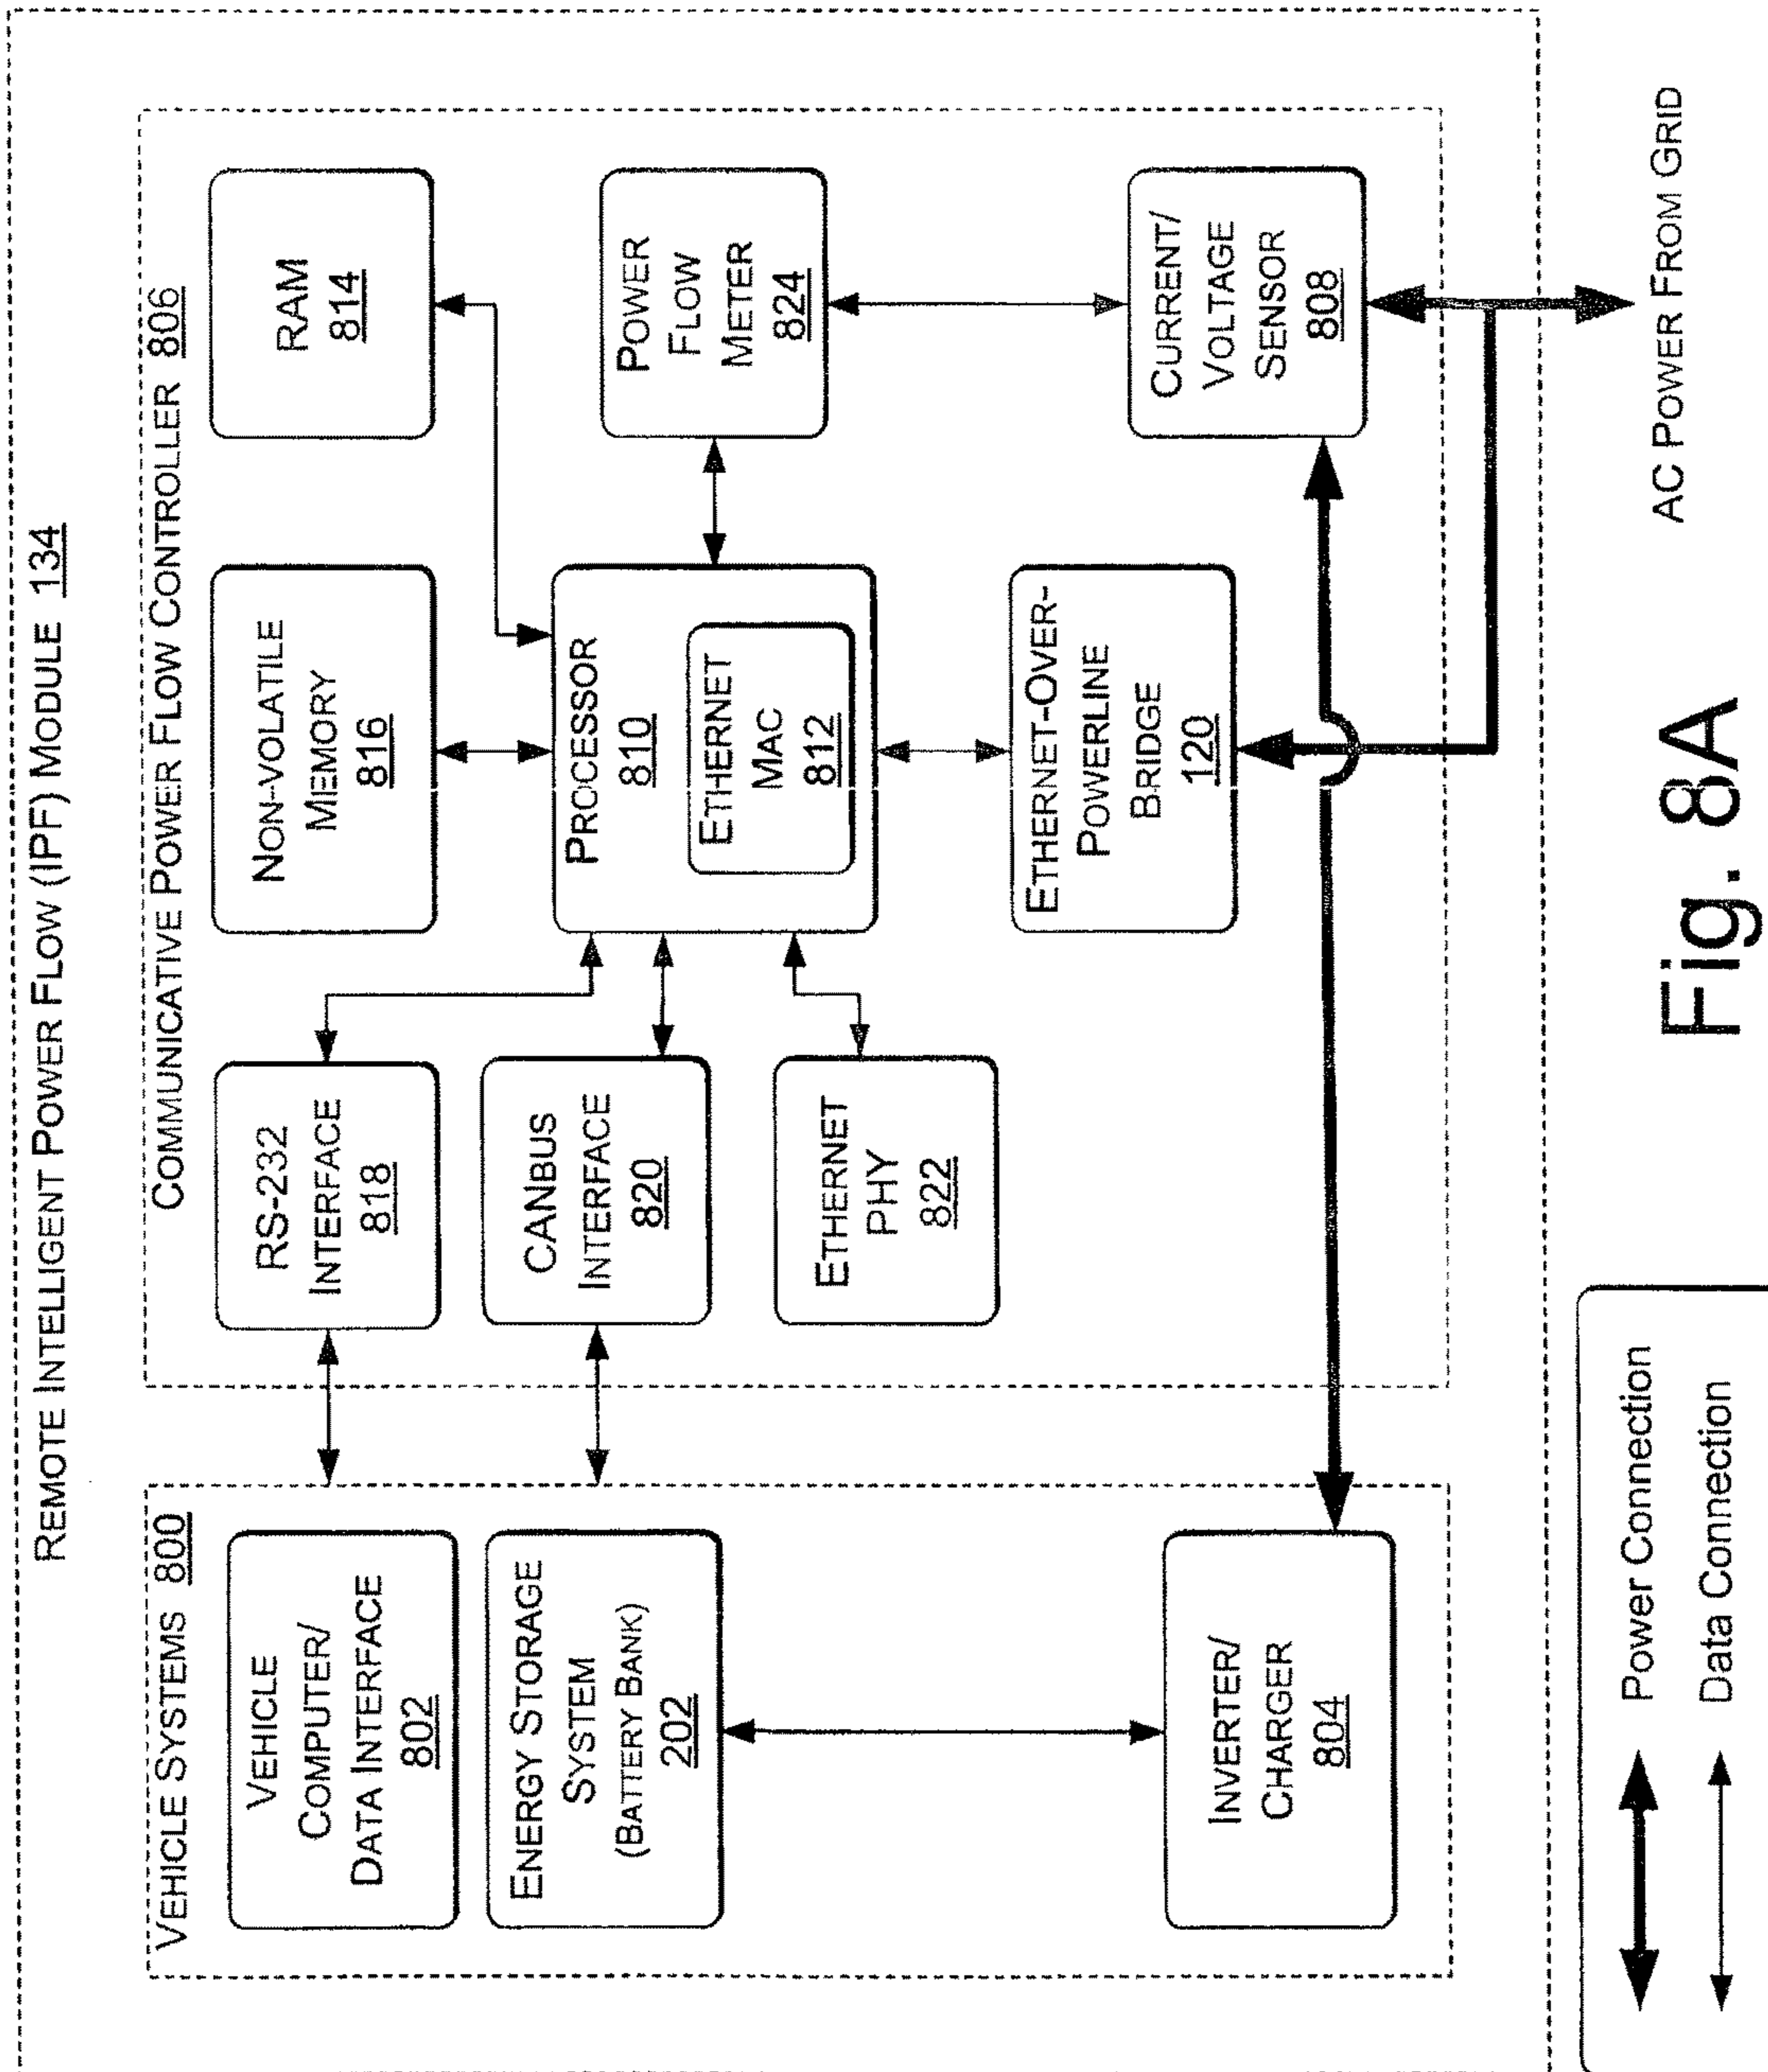 REMOTE INTELLIGENT POWER FLOW (IPF) MODULE 134
VEHICLE SYSTEMS 800
VEHICLE
COMPUTER/
DATA INTERFACE
802
ENERGY STORAGE
SYSTEM
(BATTERY BANK)
202
INVERTER/
CHARGER
804
COMMUNICATIVE POWER FLOW CONTROLLER 806
RS-232
INTERFACE
818
CANBUS
INTERFACE
820
ETHERNET
PHY
822
NON-VOLATILE
MEMORY
816
PROCESSOR
810
ETHERNET
MAC
812
ETHERNET-OVER-
POWERLINE
BRIDGE
120
RAM
814
POWER
FLOW
METER
824
CURRENT/
VOLTAGE
SENSOR
808
AC POWER FROM GRID
Power Connection
Data Connection
Fig. 8A